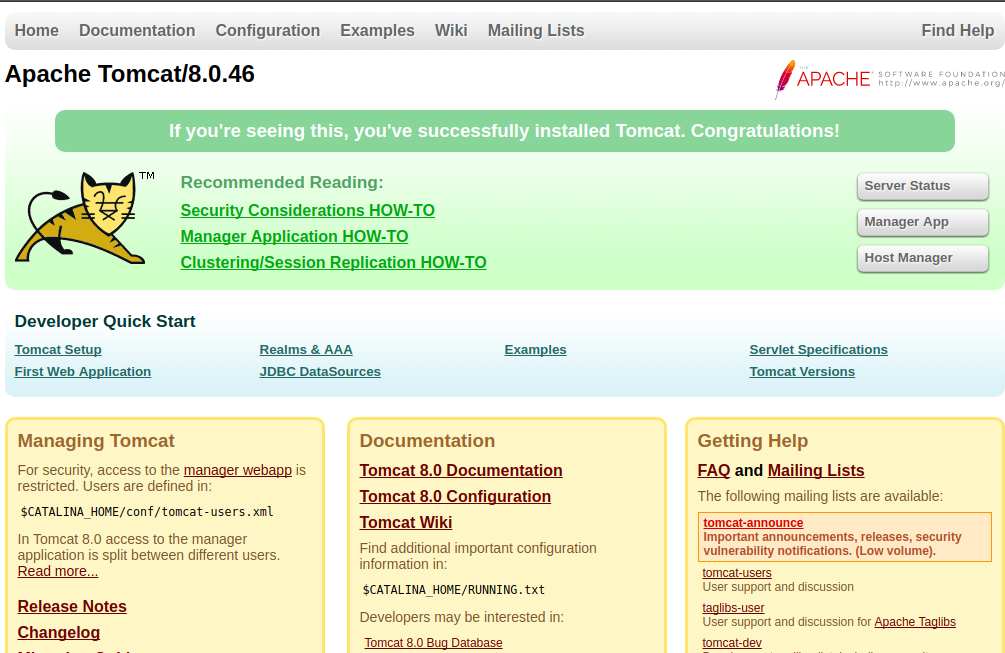 Home Documentation Configuration Examples Wiki Mailing Lists Find Help
Apache Tomcat/8.0.46
THE
APACHE SOFTWARE FOUNDATION
http://www.apache.org/
If you're seeing this, you've successfully installed Tomcat. Congratulations!
TM
Recommended Reading:
Security Considerations HOW-TO
Manager Application HOW-TO
Clustering/Session Replication HOW-TO
Server Status
Manager App
Host Manager
Developer Quick Start
Tomcat Setup
First Web Application
Realms & AAA
JDBC DataSources
Examples
Servlet Specifications
Tomcat Versions
Managing Tomcat
For security, access to the manager webapp is
restricted. Users are defined in:
$CATALINA_HOME/conf/tomcat-users.xml
In Tomcat 8.0 access to the manager
application is split between different users.
Read more...
Release Notes
Changelog
Documentation
Tomcat 8.0 Documentation
Tomcat 8.0 Configuration
Tomcat Wiki
Find additional important configuration
information in:
$CATALINA_HOME/RUNNING.txt
Developers may be interested in:
Tomcat 8.0 Bug Database
Getting Help
FAQ and Mailing Lists
The following mailing lists are available:
tomcat-announce
Important announcements, releases, security
vulnerability notifications. (Low volume).
tomcat-users
User support and discussion
taglibs-user
User support and discussion for Apache Taglibs
tomcat-dev